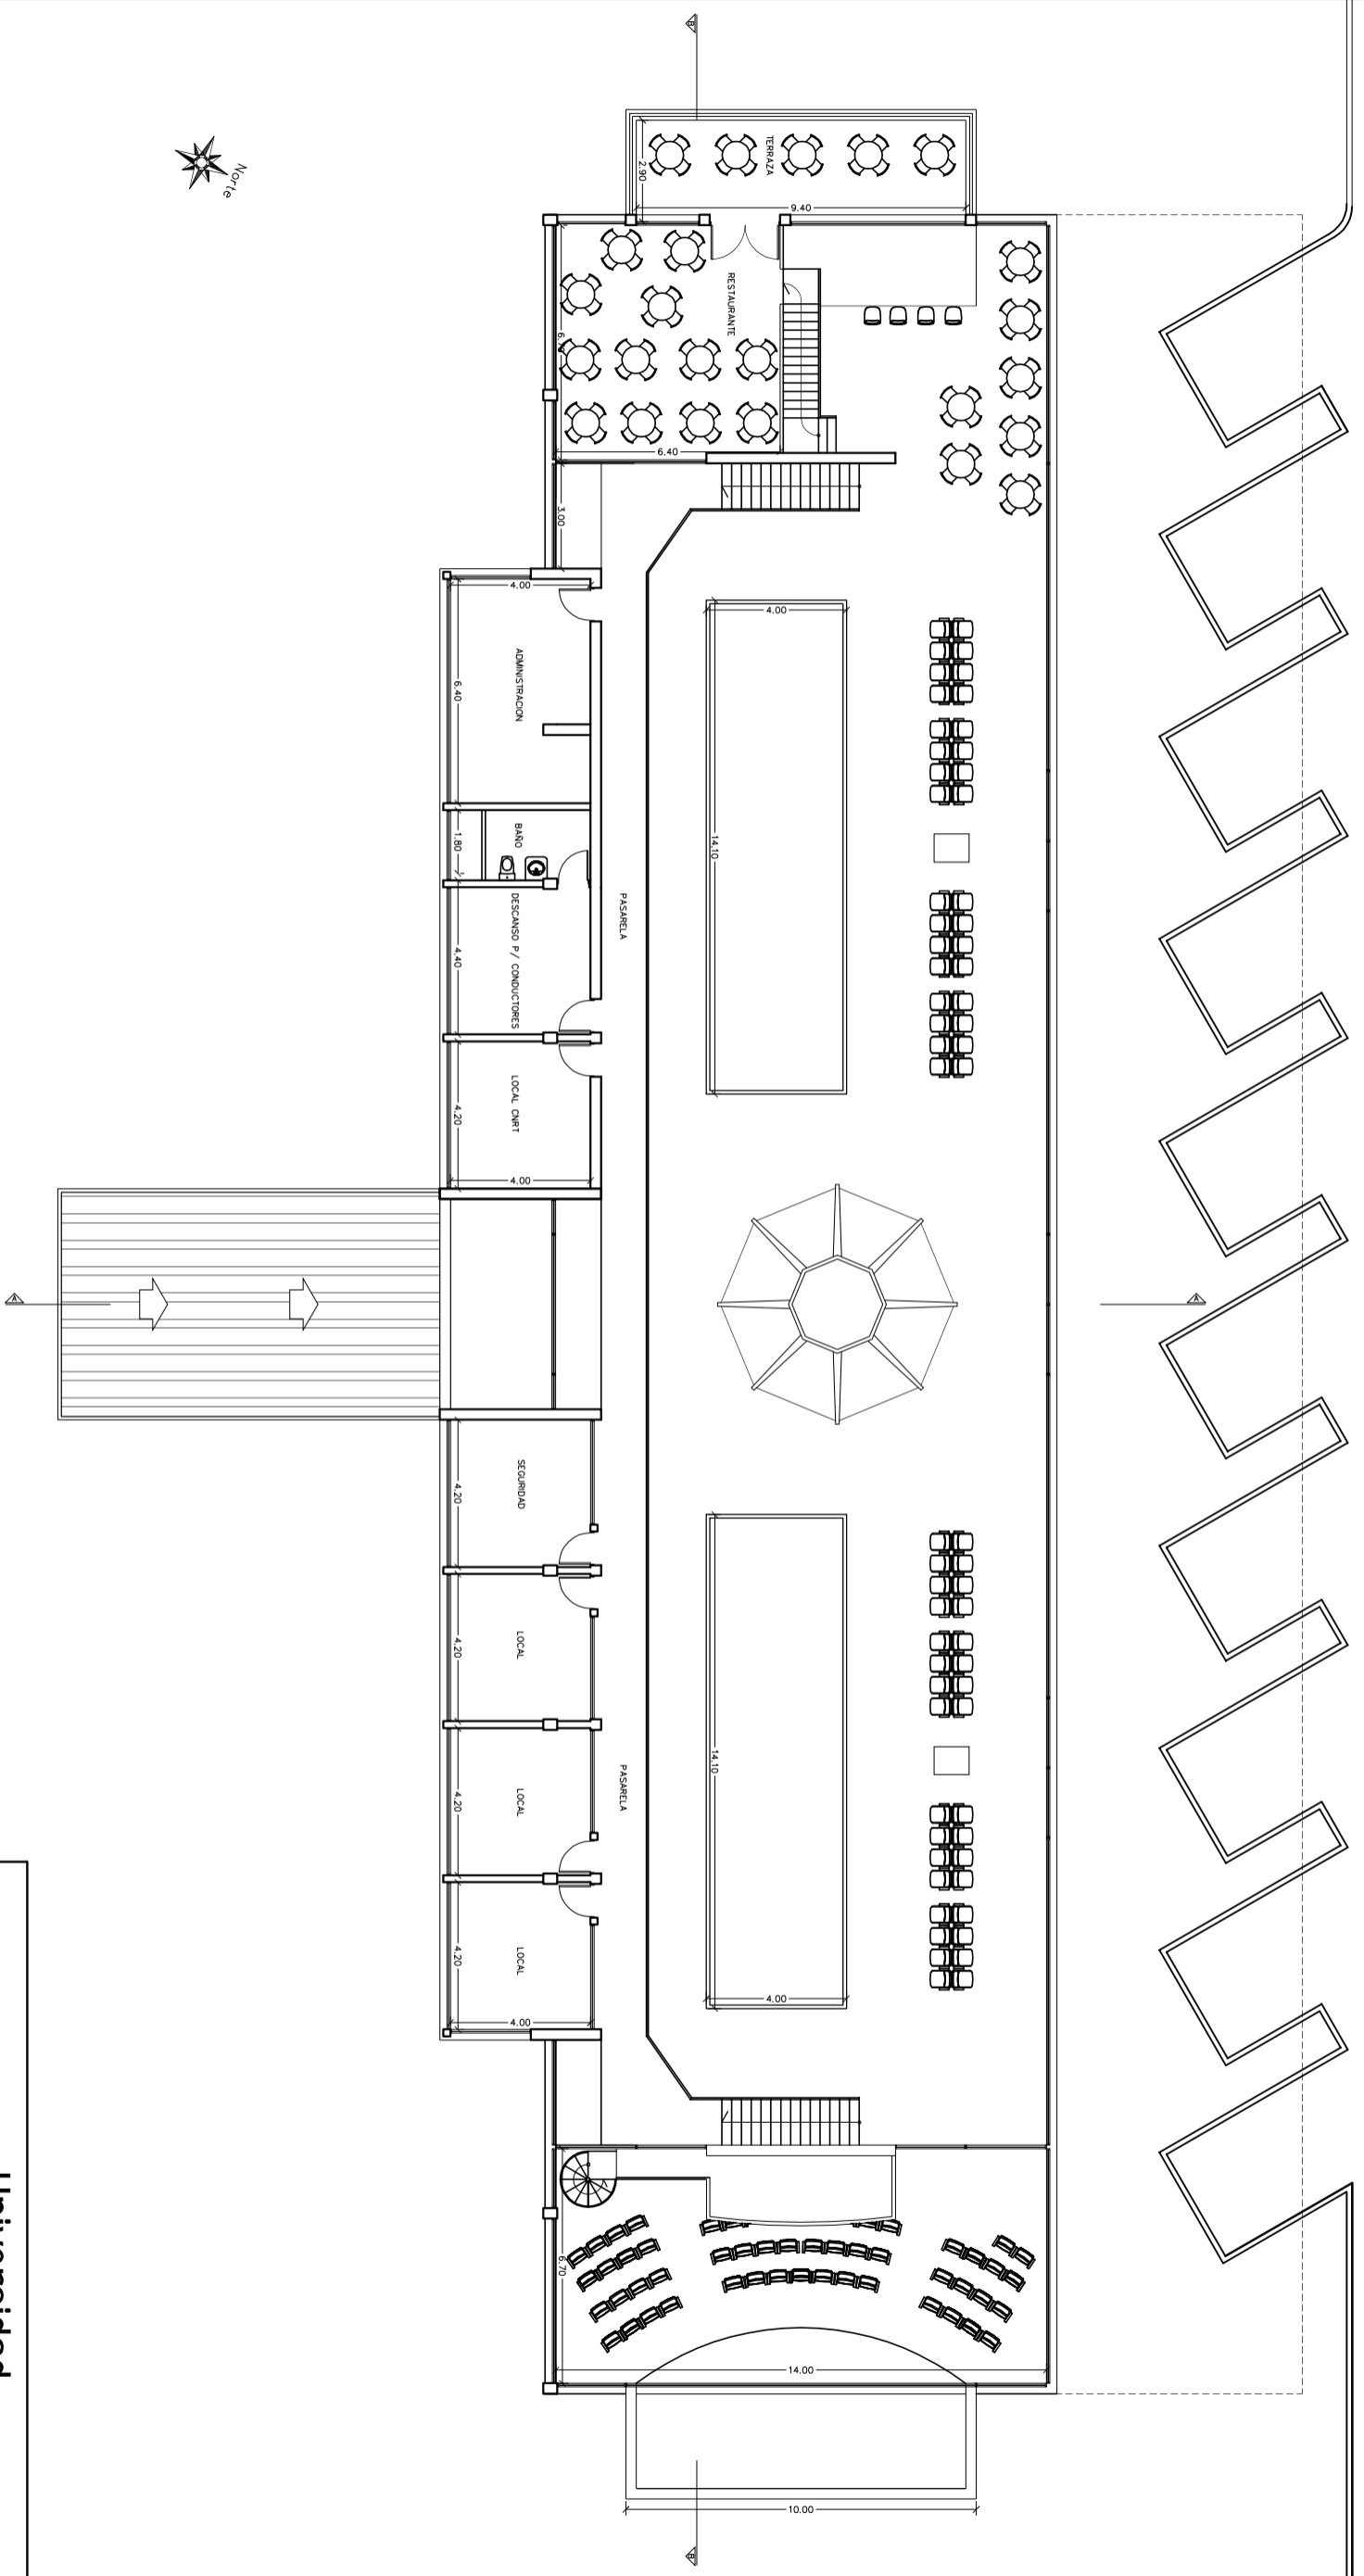 B
Norte
TERRAZA
2.90
9.40
RESTAURANTE
6.40
3.00
4.00
ADMINISTRACION
6.40
4.00
14.10
BAÑO
1.80
DESCANSO P/ CONDUCTORES
4.40
PASARELA
LOCAL CNRT
4.20
4.00
A
A
SEGURIDAD
4.20
LOCAL
4.20
LOCAL
4.20
PASARELA
14.10
4.00
LOCAL
4.20
4.00
6.70
14.00
10.00
B
Universidad